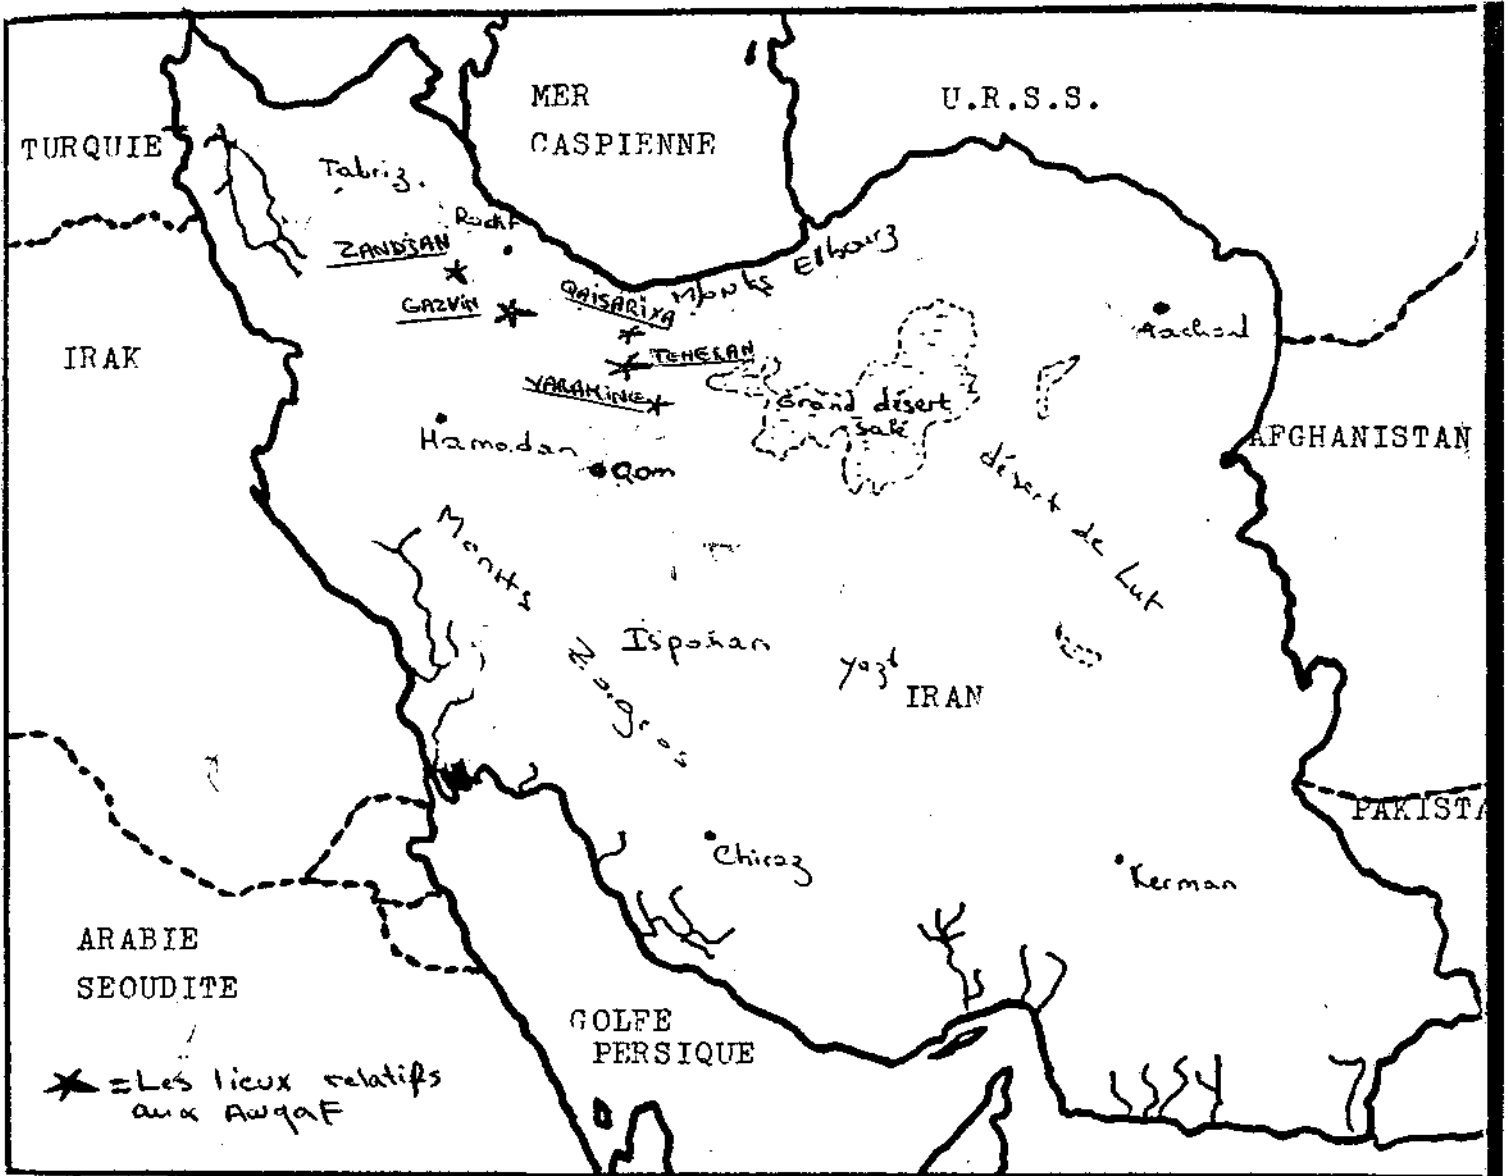 MER
CASPIENNE
U.R.S.S.
TURQUIE
Tabriz.
Racht
ZANDJAN
Monts Elbourz
GAZVIN
QAISARIYA
IRAK
TEHERAN
Aachad
VARAMINE
Grand désert
salé
Hamadan
Qom
AFGHANISTAN
désert de Lut
Monts Zagros
Ispahan
Yazd
IRAN
PAKISTA
Chiraz
Kerman
ARABIE
SEOUDITE
GOLFE
PERSIQUE
= Les lieux relatifs
aux AwqaF